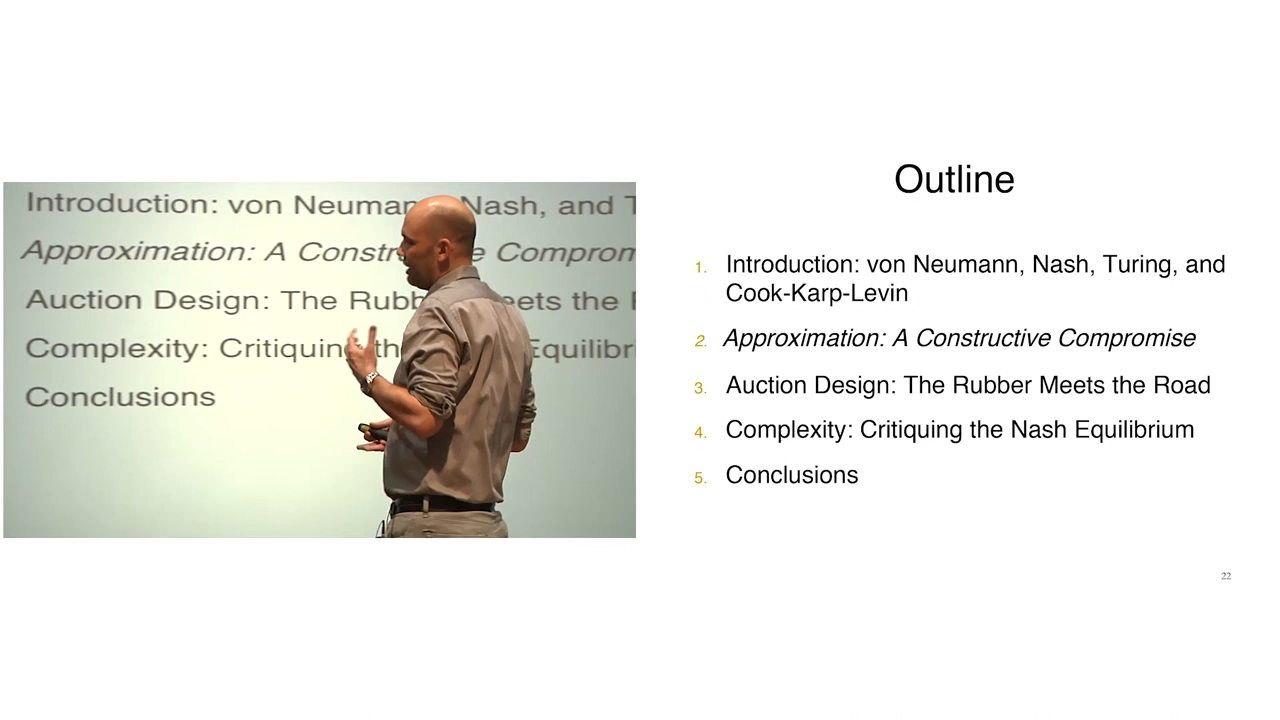 Introduction: von Neumann, Nash, and T
Approximation: A Constructive Comprom
Auction Design: The Rubber Meets the
Complexity: Critiquing the Equilibr
Conclusions
Outline
1. Introduction: von Neumann, Nash, Turing, and
Cook-Karp-Levin
2. Approximation: A Constructive Compromise
3. Auction Design: The Rubber Meets the Road
4. Complexity: Critiquing the Nash Equilibrium
5. Conclusions
22